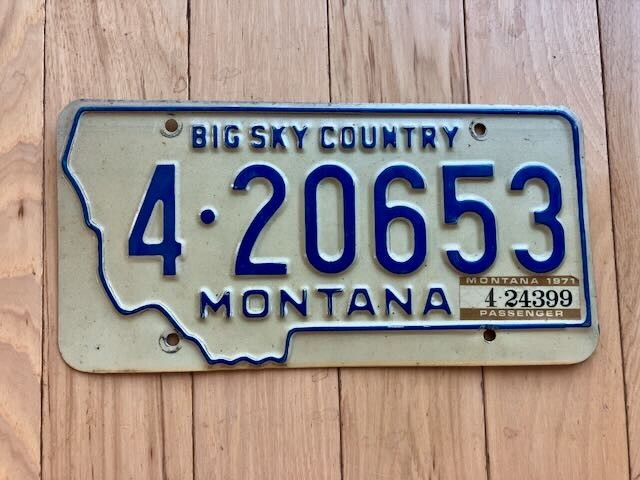 BIG SKY COUNTRY
4·20653
MONTANA
MONTANA 1971
4-24399
PASSENGER